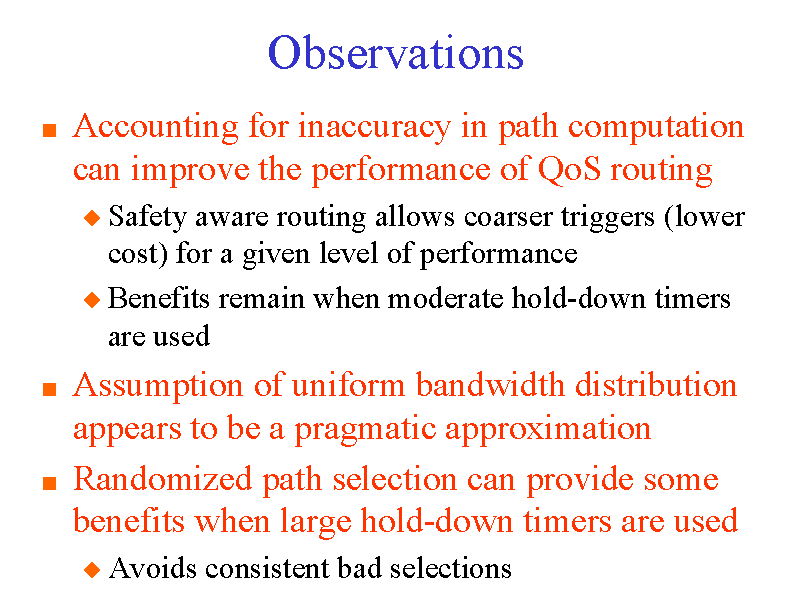 Observations
Accounting for inaccuracy in path computation
can improve the performance of QoS routing
Safety aware routing allows coarser triggers (lower
cost) for a given level of performance
Benefits remain when moderate hold-down timers
are used
Assumption of uniform bandwidth distribution
appears to be a pragmatic approximation
Randomized path selection can provide some
benefits when large hold-down timers are used
Avoids consistent bad selections